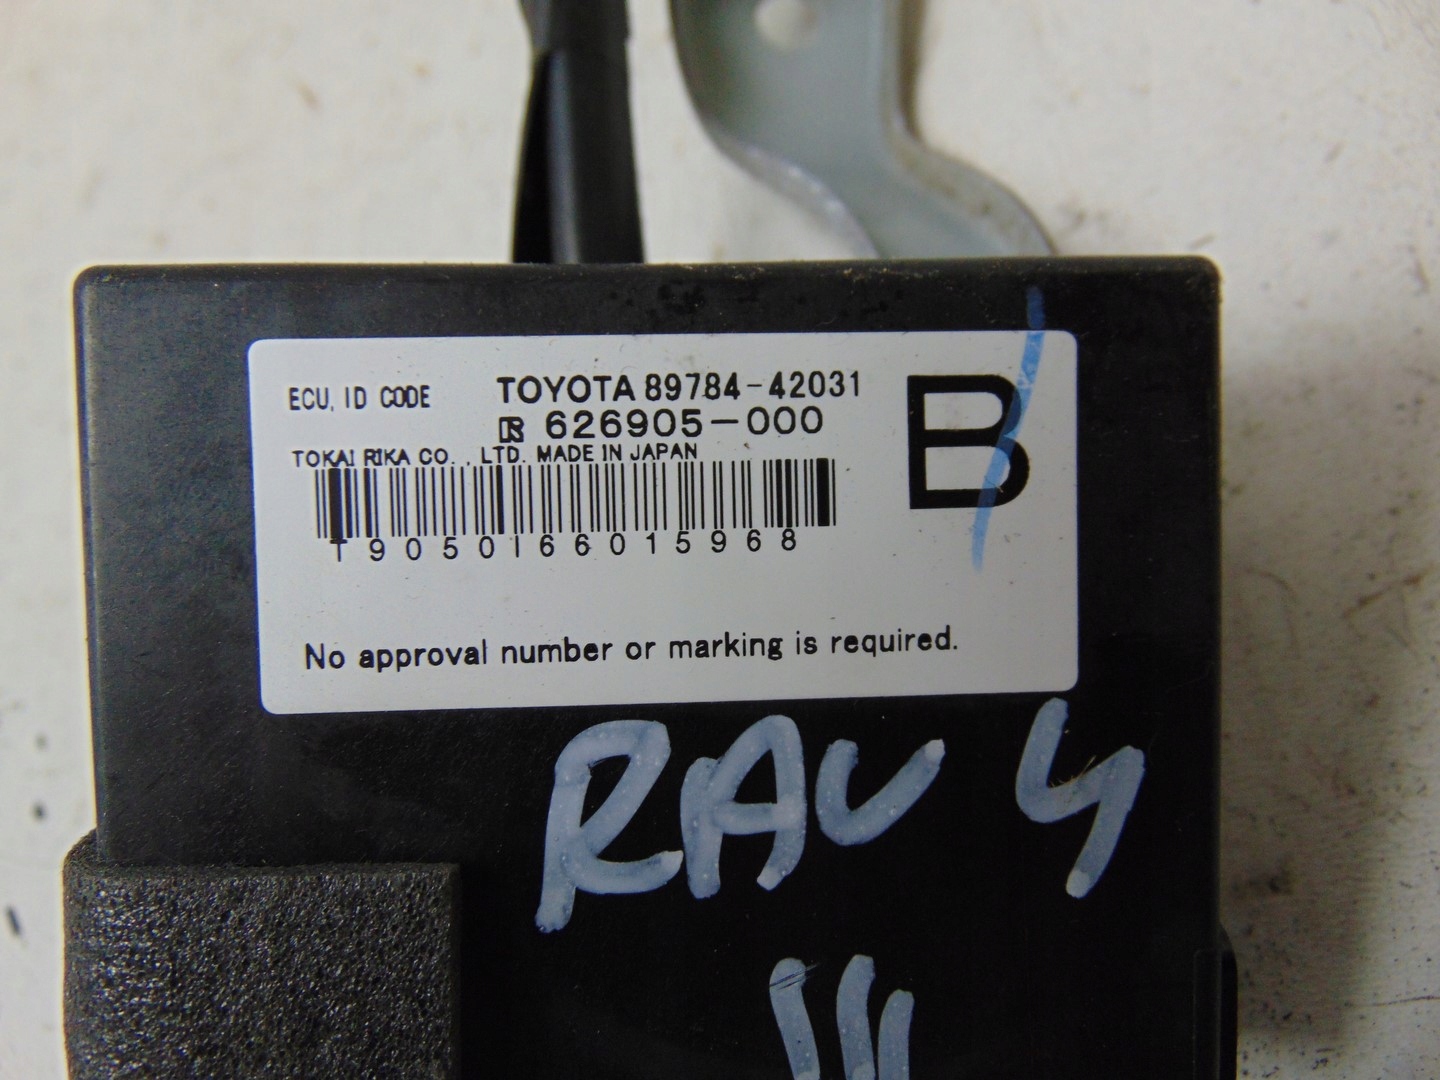 ECU, ID CODE TOYOTA 89784-42031
R 626905-000
B
TOKAI RIKA CO., LTD. MADE IN JAPAN
T9050166015968
No approval number or marking is required.
RAV 4
III